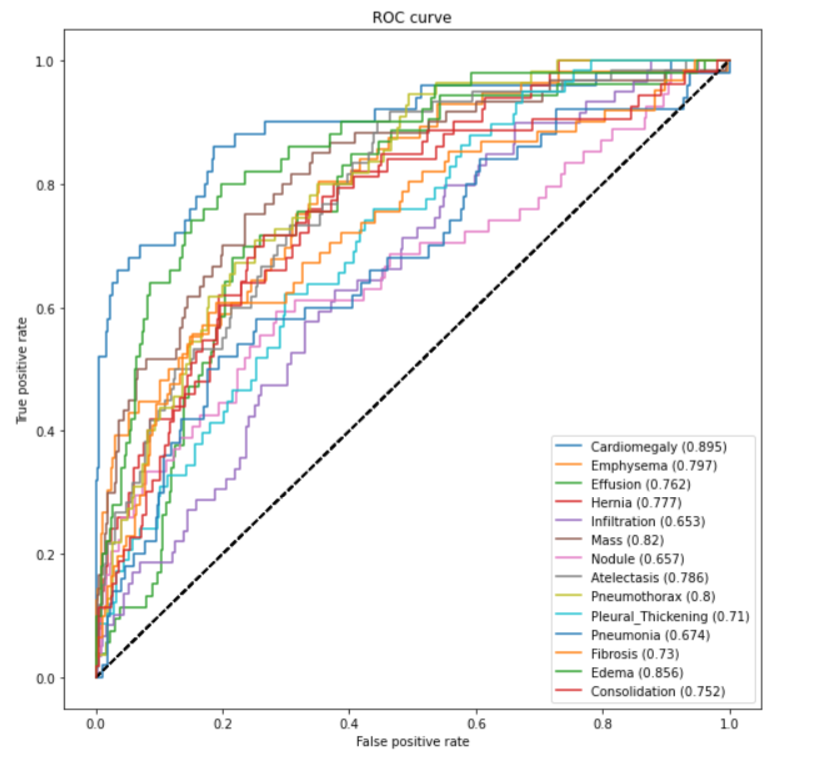 ROC curve
1.0
0.8
0.6
0.4
0.2
0.0
True positive rate
Cardiomegaly (0.895)
Emphysema (0.797)
Effusion (0.762)
Hernia (0.777)
Infiltration (0.653)
Mass (0.82)
Nodule (0.657)
Atelectasis (0.786)
Pneumothorax (0.8)
Pleural_Thickening (0.71)
Pneumonia (0.674)
Fibrosis (0.73)
Edema (0.856)
Consolidation (0.752)
0.0 0.2 0.4 0.6 0.8 1.0
False positive rate